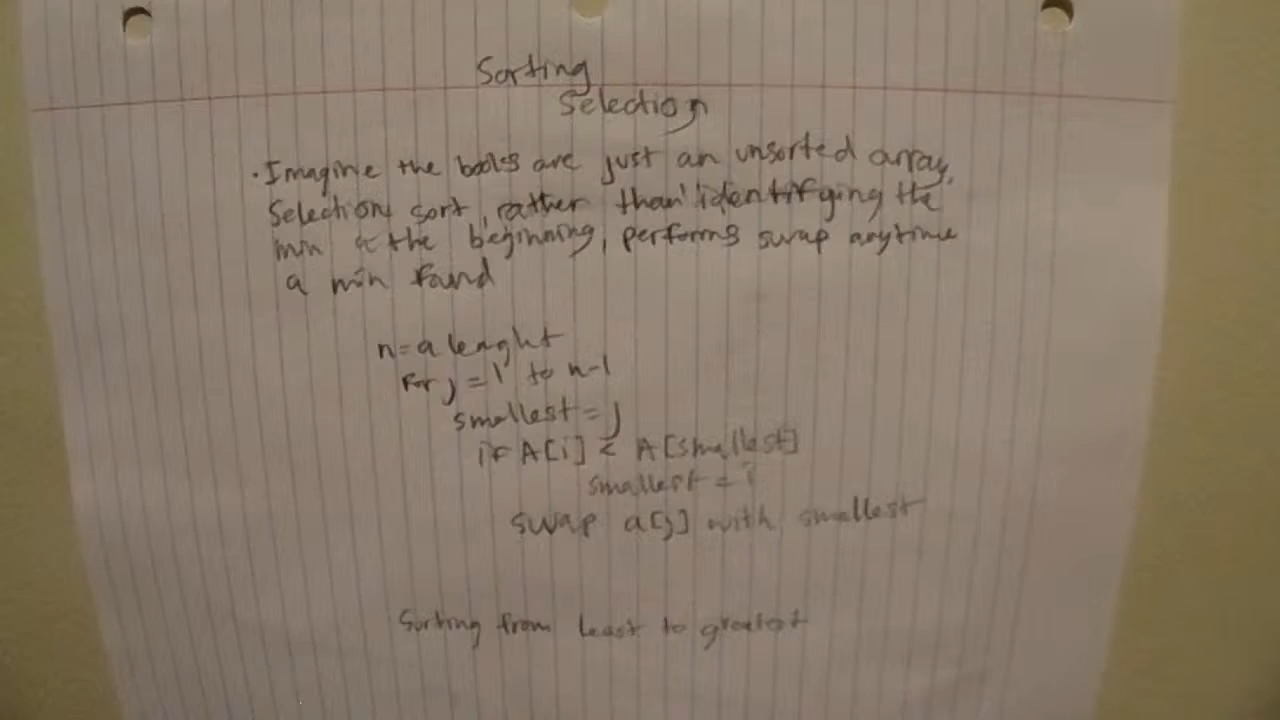 Sorting
Selection
· Imagine the books are just an unsorted array,
Selection sort, rather than identifying the
min at the beginning, performs swap anytime
a min found
n = a lenght
For j = 1 to n-1
smallest = j
if A[i] < A[smallest]
smallest = i
swap a[j] with smallest
Sorting from least to greatest